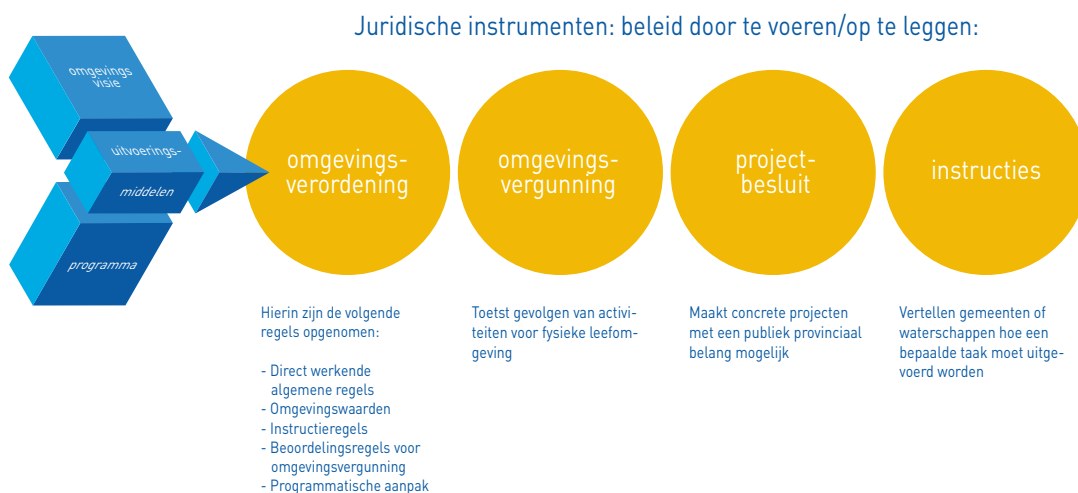 Juridische instrumenten: beleid door te voeren/op te leggen:
omgevings
visie
uitvoerings-
middelen
programma
omgevings-
verordening
omgevings-
vergunning
project-
besluit
instructies
Hierin zijn de volgende
regels opgenomen:
- Direct werkende
algemene regels
- Omgevingswaarden
- Instructieregels
- Beoordelingsregels voor
omgevingsvergunning
- Programmatische aanpak
Toetst gevolgen van activi-
teiten voor fysieke leefom-
geving
Maakt concrete projecten
met een publiek provinciaal
belang mogelijk
Vertellen gemeenten of
waterschappen hoe een
bepaalde taak moet uitge-
voerd worden